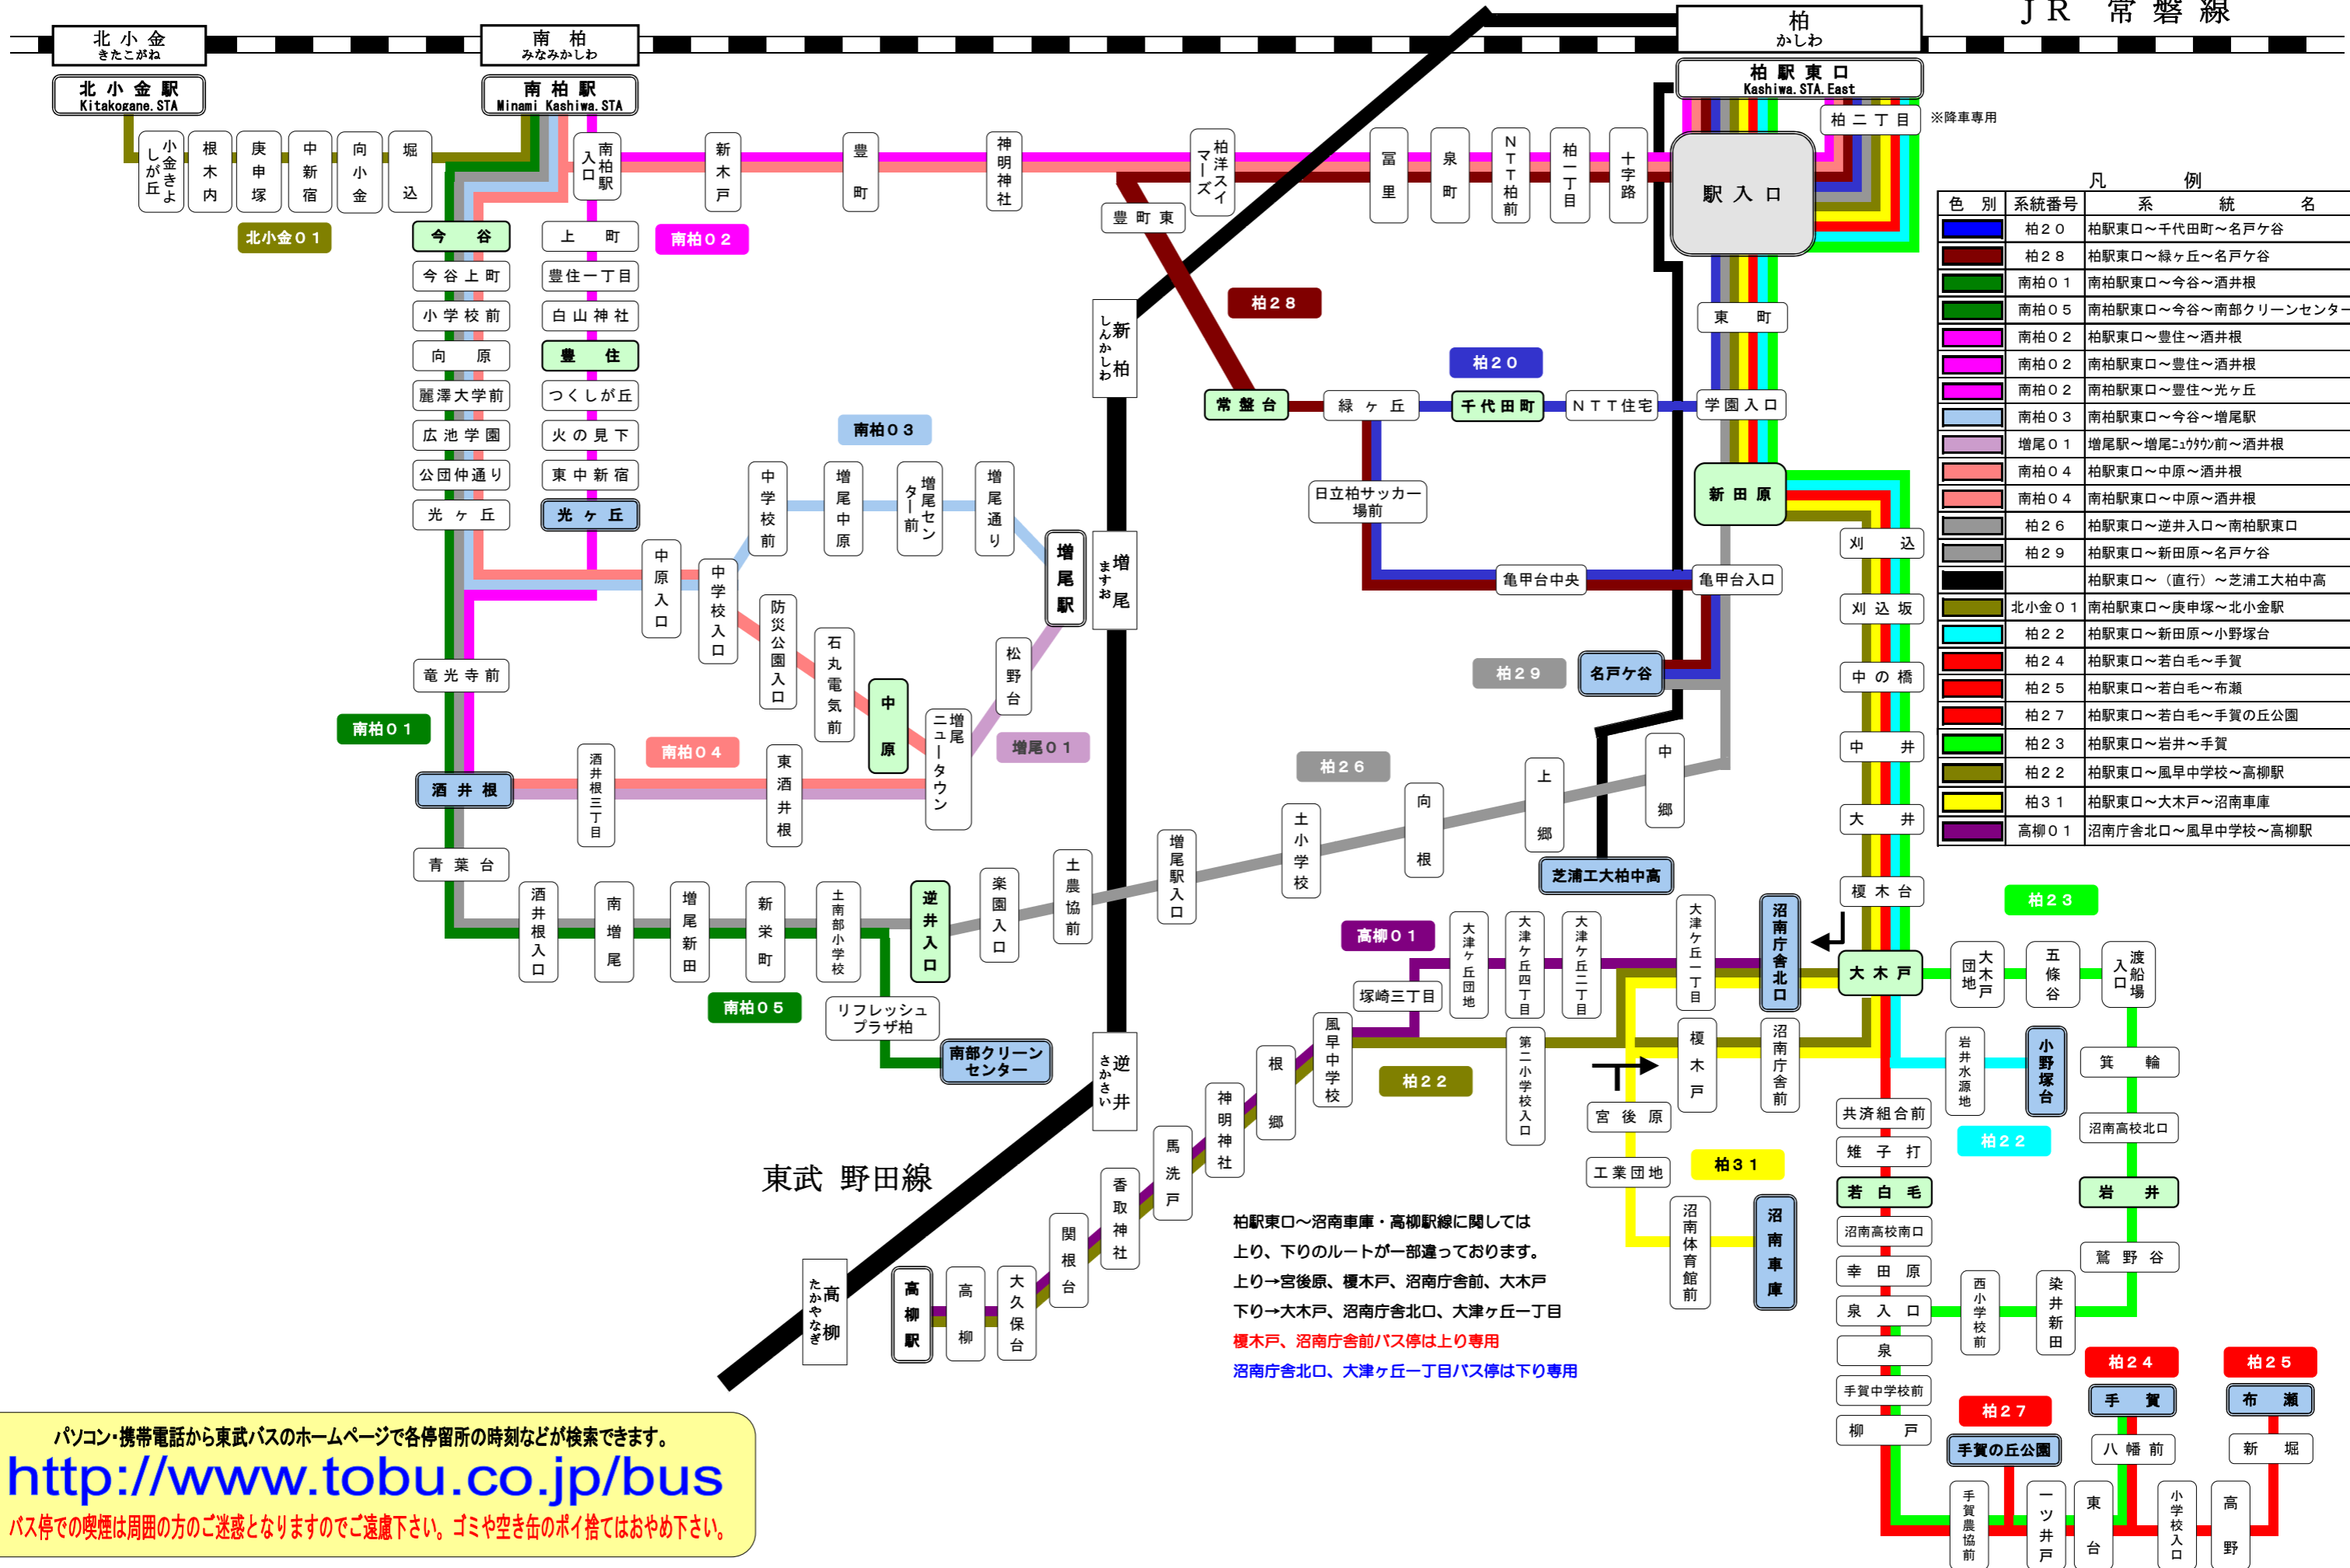 ＪＲ 常磐線
北小金
きたこがね
南柏
みなみかしわ
柏
かしわ
北小金駅
Kitakogane.STA
南柏駅
Minami Kashiwa.STA
柏駅東口
Kashiwa.STA.East
柏二丁目
※降車専用
小金きよしが丘
根木内
庚申塚
中新宿
向小金
堀込
南柏駅入口
新木戸
豊町
神明神社
柏洋スイマーズ
冨里
泉町
ＮＴＴ柏前
柏一丁目
十字路
駅入口
豊町東
北小金０１
南柏０２
今谷
今谷上町
小学校前
向原
麗澤大学前
広池学園
公団仲通り
光ヶ丘
上町
豊住一丁目
白山神社
豊住
つくしが丘
火の見下
東中新宿
光ヶ丘
柏２８
新柏
しんかしわ
東町
柏２０
常盤台
緑ヶ丘
千代田町
ＮＴＴ住宅
学園入口
南柏０３
中学校前
増尾中原
増尾センター前
増尾通り
増尾駅
増尾
ますお
日立柏サッカー場前
新田原
中原入口
中学校入口
防災公園入口
石丸電気前
中原
松野台
増尾ニュータウン
亀甲台中央
亀甲台入口
柏２９
名戸ケ谷
刈込
刈込坂
中の橋
中井
大井
榎木台
竜光寺前
南柏０１
南柏０４
増尾０１
酒井根
酒井根三丁目
東酒井根
青葉台
柏２６
中郷
上郷
向根
土小学校
増尾駅入口
土農協前
楽園入口
逆井入口
芝浦工大柏中高
酒井根入口
南増尾
増尾新田
新栄町
土南部小学校
南柏０５
リフレッシュプラザ柏
南部クリーンセンター
逆井
さかさい
高柳０１
塚崎三丁目
大津ヶ丘団地
大津ケ丘四丁目
大津ケ丘二丁目
大津ケ丘一丁目
沼南庁舎北口
大木戸
柏２３
大木戸団地
五條谷
渡船場入口
箕輪
沼南高校北口
岩井
鷲野谷
染井新田
西小学校前
岩井水源地
小野塚台
柏２２
風早中学校
第二小学校入口
榎木戸
沼南庁舎前
柏２２
根郷
神明神社
馬洗戸
香取神社
関根台
大久保台
高柳
高柳駅
高柳
たかやなぎ
東武 野田線
宮後原
工業団地
柏３１
沼南体育館前
沼南車庫
共済組合前
雉子打
若白毛
沼南高校南口
幸田原
泉入口
泉
手賀中学校前
柳戸
柏２７
手賀の丘公園
柏２４
手賀
八幡前
柏２５
布瀬
新堀
手賀農協前
一ツ井戸
東台
小学校入口
高野
凡例
色別 系統番号 系統名
柏２０ 柏駅東口～千代田町～名戸ケ谷
柏２８ 柏駅東口～緑ヶ丘～名戸ケ谷
南柏０１ 南柏駅東口～今谷～酒井根
南柏０５ 南柏駅東口～今谷～南部クリーンセンター
南柏０２ 柏駅東口～豊住～酒井根
南柏０２ 南柏駅東口～豊住～酒井根
南柏０２ 南柏駅東口～豊住～光ヶ丘
南柏０３ 南柏駅東口～今谷～増尾駅
増尾０１ 増尾駅～増尾ﾆｭｳﾀｳﾝ前～酒井根
南柏０４ 柏駅東口～中原～酒井根
南柏０４ 南柏駅東口～中原～酒井根
柏２６ 柏駅東口～逆井入口～南柏駅東口
柏２９ 柏駅東口～新田原～名戸ケ谷
柏駅東口～（直行）～芝浦工大柏中高
北小金０１ 南柏駅東口～庚申塚～北小金駅
柏２２ 柏駅東口～新田原～小野塚台
柏２４ 柏駅東口～若白毛～手賀
柏２５ 柏駅東口～若白毛～布瀬
柏２７ 柏駅東口～若白毛～手賀の丘公園
柏２３ 柏駅東口～岩井～手賀
柏２２ 柏駅東口～風早中学校～高柳駅
柏３１ 柏駅東口～大木戸～沼南車庫
高柳０１ 沼南庁舎北口～風早中学校～高柳駅
柏駅東口～沼南車庫・高柳駅線に関しては
上り、下りのルートが一部違っております。
上り→宮後原、榎木戸、沼南庁舎前、大木戸
下り→大木戸、沼南庁舎北口、大津ヶ丘一丁目
榎木戸、沼南庁舎前バス停は上り専用
沼南庁舎北口、大津ヶ丘一丁目バス停は下り専用
パソコン・携帯電話から東武バスのホームページで各停留所の時刻などが検索できます。
http://www.tobu.co.jp/bus
バス停での喫煙は周囲の方のご迷惑となりますのでご遠慮下さい。ゴミや空き缶のポイ捨てはおやめ下さい。